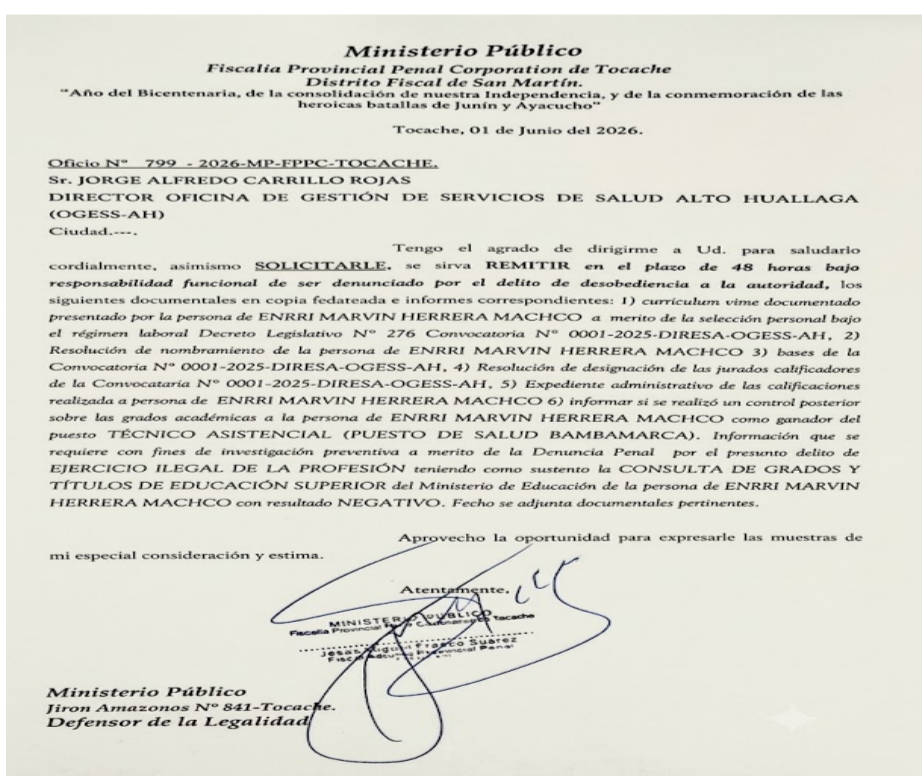 Ministerio Público
Fiscalia Provincial Penal Corporation de Tocache
Distrito Fiscal de San Martín.
"Año del Bicentenaria, de la consolidación de nuestra Independencia, y de la conmemoración de las
heroicas batallas de Junín y Ayacucho"
Tocache, 01 de Junio del 2026.
Oficio N° 799 - 2026-MP-FPPC-TOCACHE.
Sr. JORGE ALFREDO CARRILLO ROJAS
DIRECTOR OFICINA DE GESTIÓN DE SERVICIOS DE SALUD ALTO HUALLAGA
(OGESS-AH)
Ciudad.---.
Tengo el agrado de dirigirme a Ud. para saludarlo
cordialmente, asimismo SOLICITARLE, se sirva REMITIR en el plazo de 48 horas bajo
responsabilidad funcional de ser denunciado por el delito de desobediencia a la autoridad, los
siguientes documentales en copia fedateada e informes correspondientes: 1) curriculum vime documentado
presentado por la persona de ENRRI MARVIN HERRERA MACHCO a merito de la selección personal bajo
el régimen laboral Decreto Legislativo N° 276 Convocatoria N° 0001-2025-DIRESA-OGESS-AH, 2)
Resolución de nombramiento de la persona de ENRRI MARVIN HERRERA MACHCO 3) bases de la
Convocatoria N° 0001-2025-DIRESA-OGESS-AH, 4) Resolución de designación de las jurados calificadores
de la Convocataria N° 0001-2025-DIRESA-OGESS-AH, 5) Expediente administrativo de las calificaciones
realizada a persona de ENRRI MARVIN HERRERA MACHCO 6) informar si se realizó un control posterior
sobre las grados académicas a la persona de ENRRI MARVIN HERRERA MACHCO como ganador del
puesto TÉCNICO ASISTENCIAL (PUESTO DE SALUD BAMBAMARCA). Información que se
requiere con fines de investigación preventiva a merito de la Denuncia Penal por el presunto delito de
EJERCICIO ILEGAL DE LA PROFESIÓN teniendo como sustento la CONSULTA DE GRADOS Y
TÍTULOS DE EDUCACIÓN SUPERIOR del Ministerio de Educación de la persona de ENRRI MARVIN
HERRERA MACHCO con resultado NEGATIVO. Fecho se adjunta documentales pertinentes.
Aprovecho la oportunidad para expresarle las muestras de
mi especial consideración y estima.
Atentamente.
MINISTERIO PÚBLICO
Fiscalia Provincial Tocache
Frasco Suárez
Provincial Penal
Ministerio Público
Jiron Amazonos N° 841-Tocache.
Defensor de la Legalidad